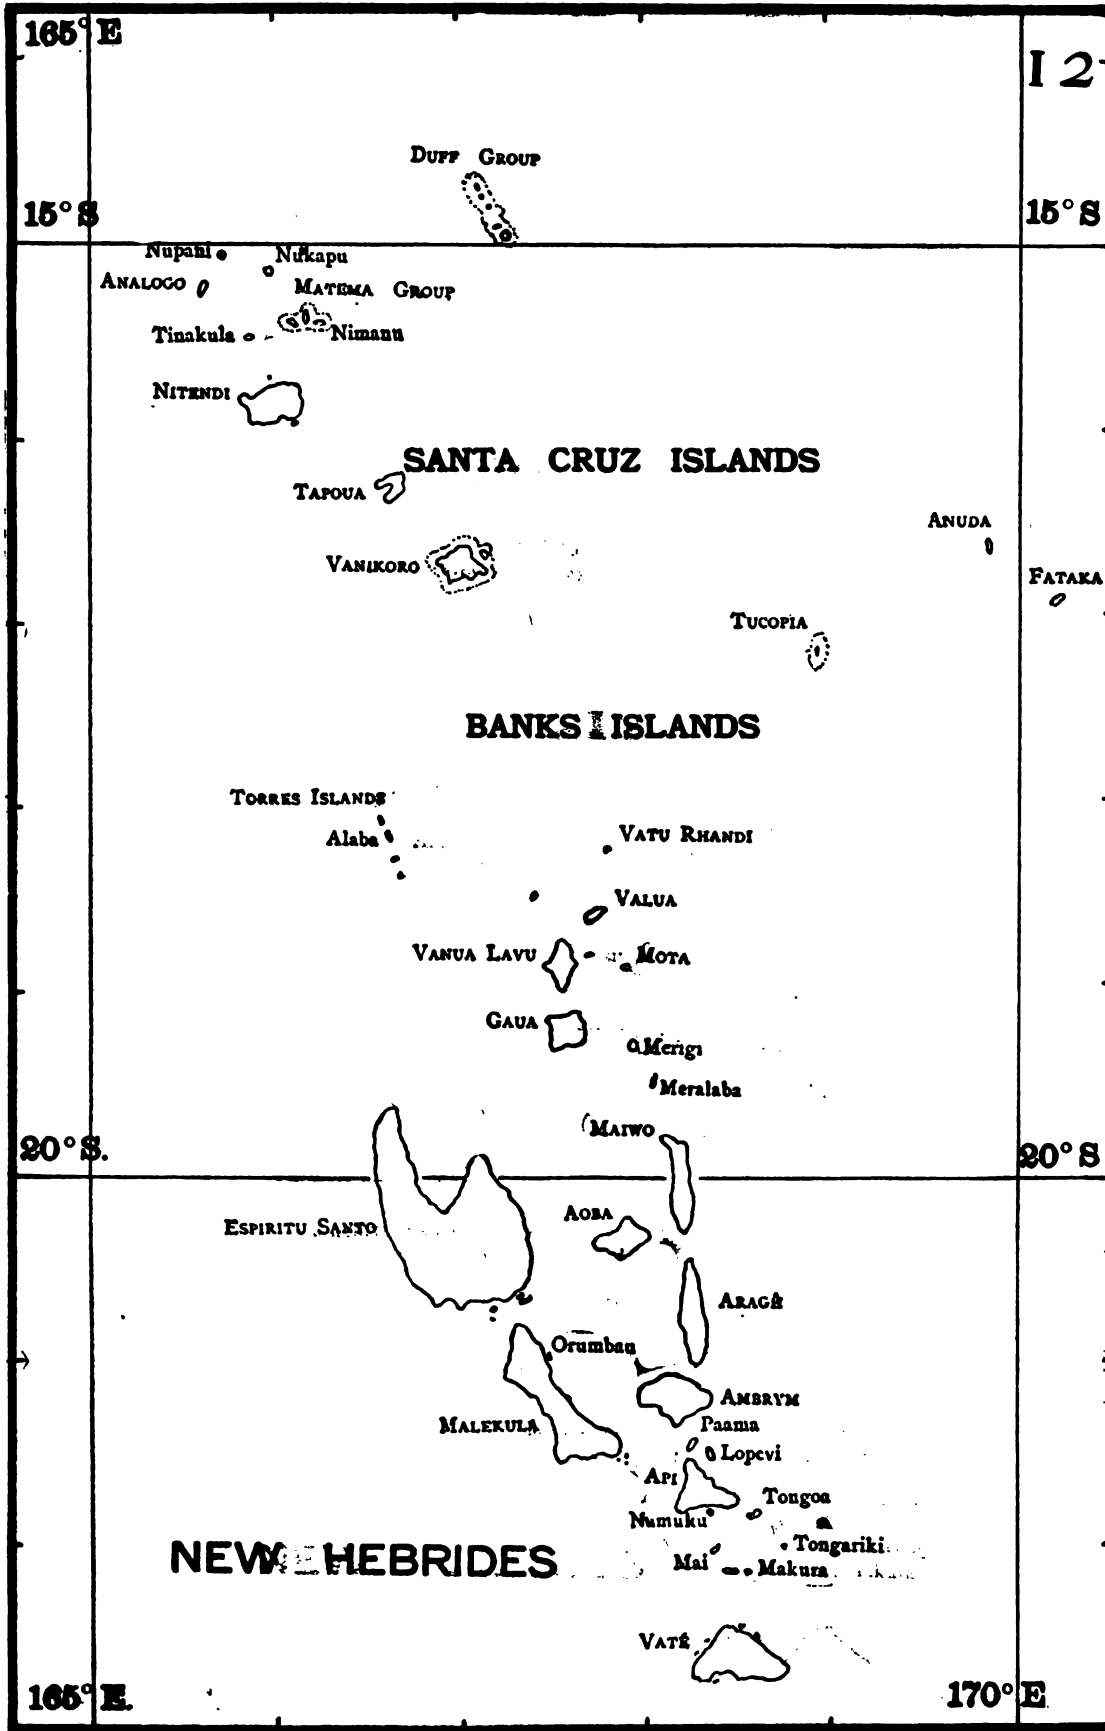 165° E
I 2
DUFF GROUP
15° S
15° S
Nupani
Nukapu
ANALOGO
MATEMA GROUP
Tinakula
Nimanu
NITENDI
SANTA CRUZ ISLANDS
TAPOUA
ANUDA
VANIKORO
FATAKA
TUCOPIA
BANKS ISLANDS
TORRES ISLANDS
Alaba
VATU RHANDI
VALUA
VANUA LAVU
MOTA
GAUA
Merigi
Meralaba
MAIWO
20° S.
20° S
AOBA
ESPIRITU SANTO
ARAGĀ
Orumbau
AMBRYM
MALEKULA
Paama
Lopevi
API
Tongoa
Numuku
Tongariki
NEW HEBRIDES
Mai
Makura
VATÉ
165° E.
170° E